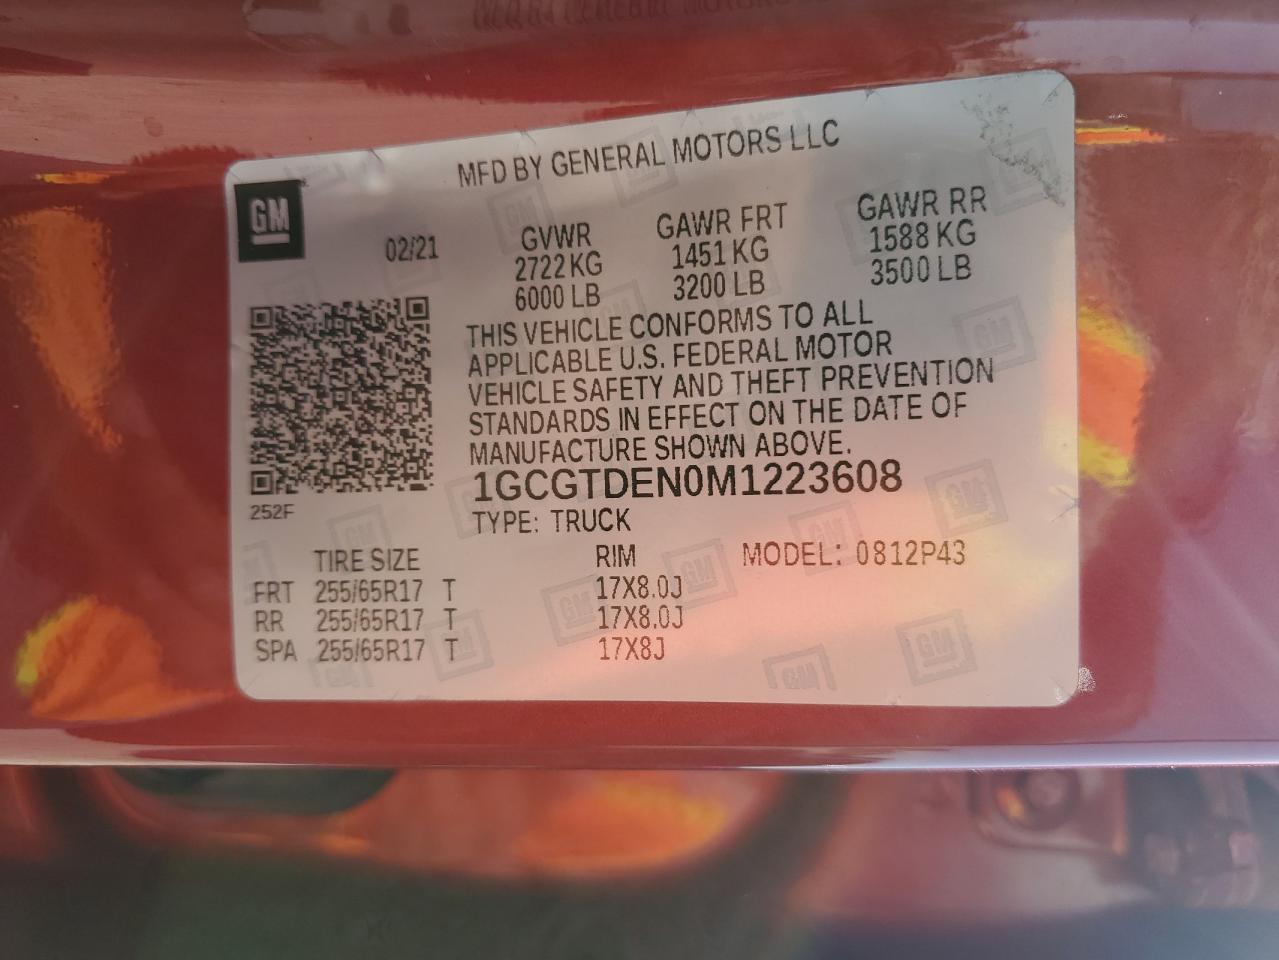 MFD BY GENERAL MOTORS LLC
GM
02/21
GVWR
2722 KG
6000 LB
GAWR FRT
1451 KG
3200 LB
GAWR RR
1588 KG
3500 LB
THIS VEHICLE CONFORMS TO ALL
APPLICABLE U.S. FEDERAL MOTOR
VEHICLE SAFETY AND THEFT PREVENTION
STANDARDS IN EFFECT ON THE DATE OF
MANUFACTURE SHOWN ABOVE.
1GCGTDEN0M1223608
252F
TYPE: TRUCK
TIRE SIZE RIM MODEL: 0812P43
FRT 255/65R17 T 17X8.0J
RR 255/65R17 T 17X8.0J
SPA 255/65R17 T 17X8J